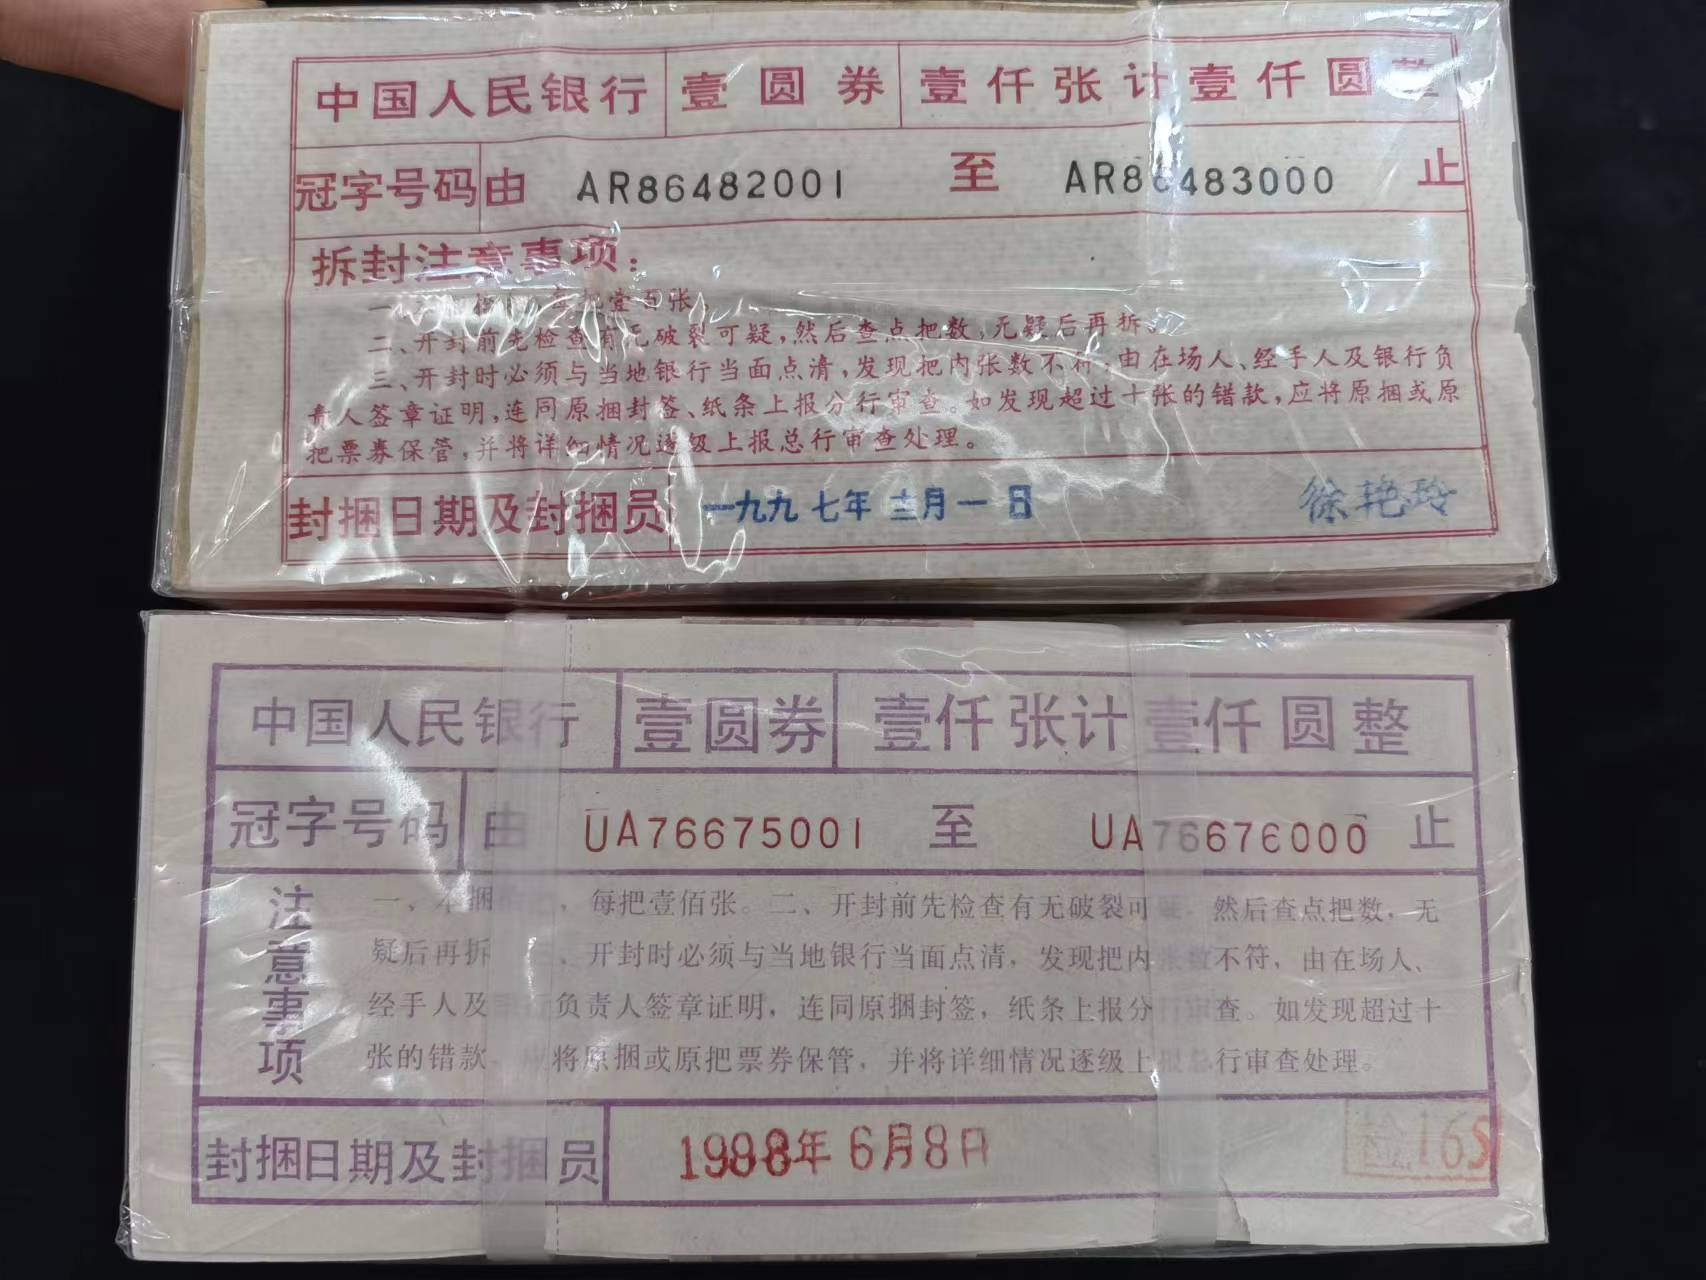 中国人民银行 壹圆券 壹仟张计壹仟圆整
冠字号码 由 AR86482001 至 AR86483000 止
拆封注意事项：
一、 壹百张
二、开封前先检查有无破裂可疑，然后查点把数，无疑后再拆。
三、开封时必须与当地银行当面点清，发现把内张数不符，由在场人、经手人及银行负
责人签章证明，连同原捆封签、纸条上报分行审查。如发现超过十张的错款，应将原捆或原
把票券保管，并将详细情况逐级上报总行审查处理。
封捆日期及封捆员 一九九七年 月一日 徐艳玲
中国人民银行 壹圆券 壹仟张计壹仟圆整
冠字号码 由 UA76675001 至 UA76676000 止
注意事项
一、本捆 ，每把壹佰张。二、开封前先检查有无破裂可 。然后查点把数，无
疑后再拆 、开封时必须与当地银行当面点清，发现把内张数不符，由在场人、
经手人及 行负责人签章证明，连同原捆封签，纸条上报分行审查。如发现超过十
张的错款，应将原捆或原把票券保管，并将详细情况逐级上报总行审查处理。
封捆日期及封捆员 1998年6月8日 检165